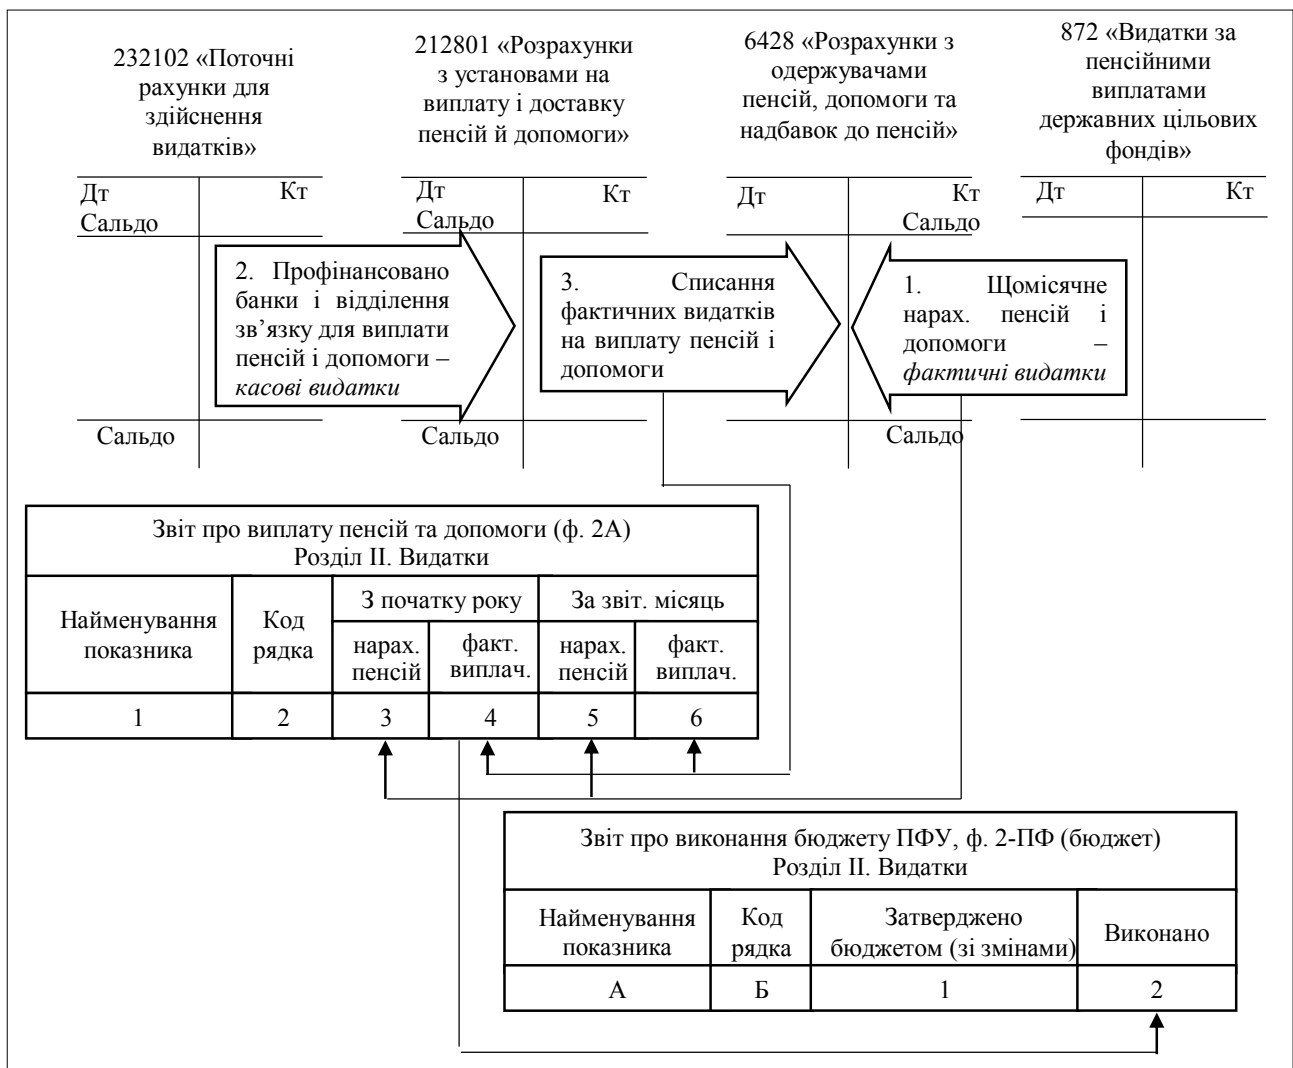 232102 «Поточні
рахунки для
здійснення
видатків»
212801 «Розрахунки
з установами на
виплату і доставку
пенсій й допомоги»
6428 «Розрахунки з
одержувачами
пенсій, допомоги та
надбавок до пенсій»
872 «Видатки за
пенсійними
виплатами
державних цільових
фондів»
Дт Кт
Сальдо
Дт Кт
Сальдо
Дт Кт
Сальдо
Дт Кт
2. Профінансовано
банки і відділення
зв’язку для виплати
пенсій і допомоги –
касові видатки
3. Списання
фактичних видатків
на виплату пенсій і
допомоги
1. Щомісячне
нарах. пенсій і
допомоги –
фактичні видатки
Сальдо
Сальдо
Сальдо
Звіт про виплату пенсій та допомоги (ф. 2А)
Розділ ІІ. Видатки
Найменування
показника
Код
рядка
З початку року
За звіт. місяць
нарах.
пенсій
факт.
виплач.
нарах.
пенсій
факт.
виплач.
1 2 3 4 5 6
Звіт про виконання бюджету ПФУ, ф. 2-ПФ (бюджет)
Розділ ІІ. Видатки
Найменування
показника
Код
рядка
Затверджено
бюджетом (зі змінами)
Виконано
А Б 1 2